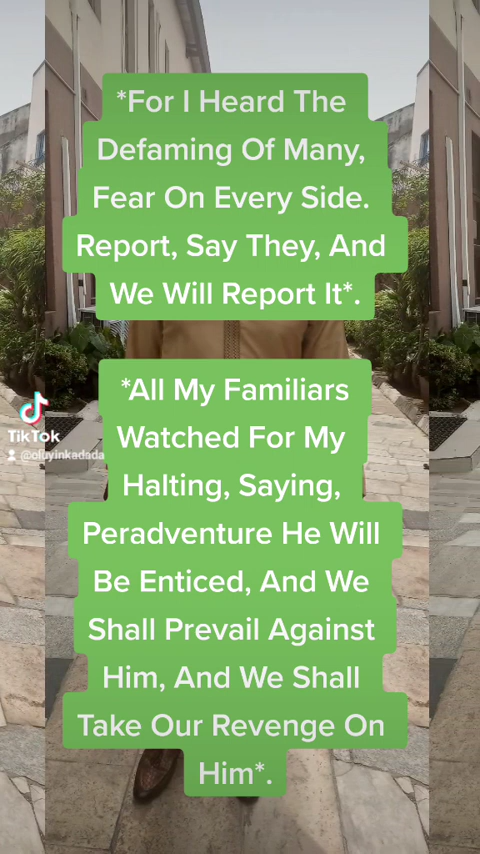 *For I Heard The
Defaming Of Many,
Fear On Every Side.
Report, Say They, And
We Will Report It*.
*All My Familiars
Watched For My
Halting, Saying,
Peradventure He Will
Be Enticed, And We
Shall Prevail Against
Him, And We Shall
Take Our Revenge On
Him*.
TikTok
@oluyinkadada